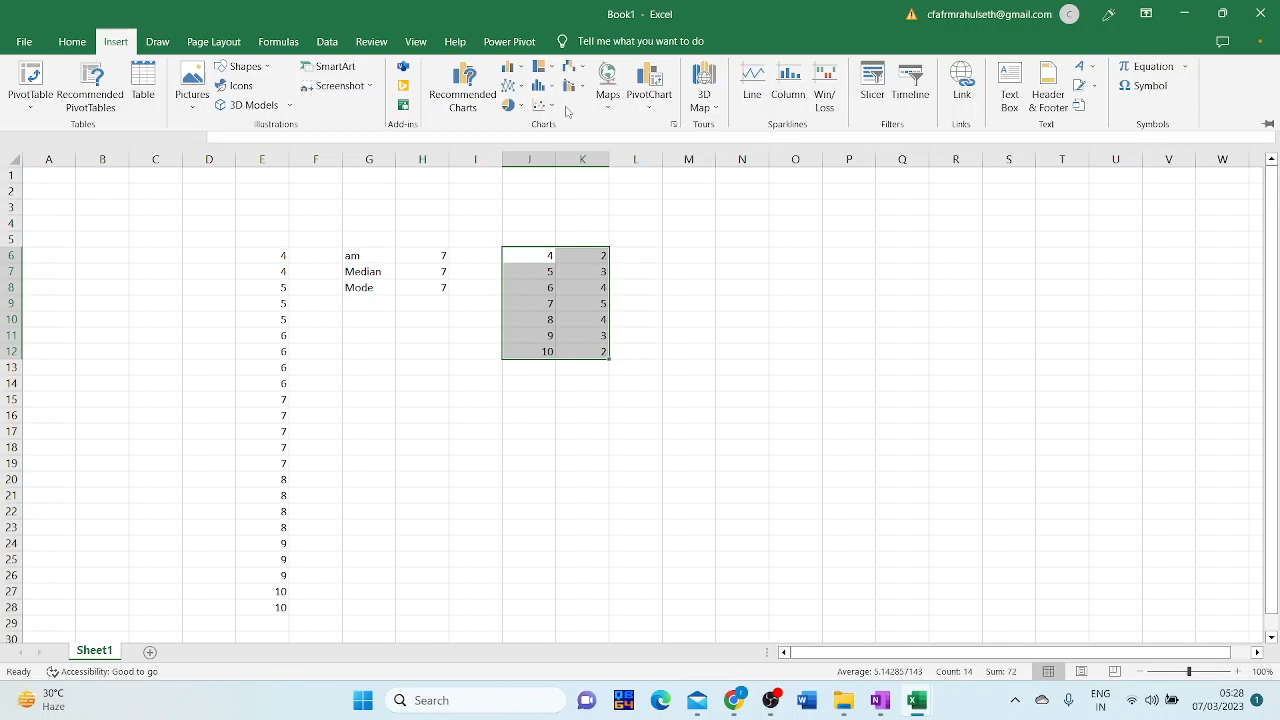 Book1 - Excel
cfafrmrahulseth@gmail.com
C
File Home Insert Draw Page Layout Formulas Data Review View Help Power Pivot Tell me what you want to do
PivotTable
Recommended PivotTables
Table
Tables
Pictures
Shapes
Icons
3D Models
SmartArt
Screenshot
Illustrations
Add-ins
Recommended Charts
Maps
PivotChart
Charts
3D Map
Tours
Line
Column
Win/ Loss
Sparklines
Slicer
Timeline
Filters
Link
Links
Text Box
Header & Footer
Text
Equation
Symbol
Symbols
A B C D E F G H I J K L M N O P Q R S T U V W
1
2
3
4
5
6 4 am 7 4 2
7 4 Median 7 5 3
8 5 Mode 7 6 4
9 5 7 5
10 5 8 4
11 6 9 3
12 6 10 2
13 6
14 6
15 7
16 7
17 7
18 7
19 7
20 8
21 8
22 8
23 8
24 9
25 9
26 9
27 10
28 10
29
30
Sheet1
Ready Accessibility: Good to go Average: 5.142857143 Count: 14 Sum: 72 100%
30°C
Haze
Search
QB
64
ENG
IN
05:28
07/03/2023
1